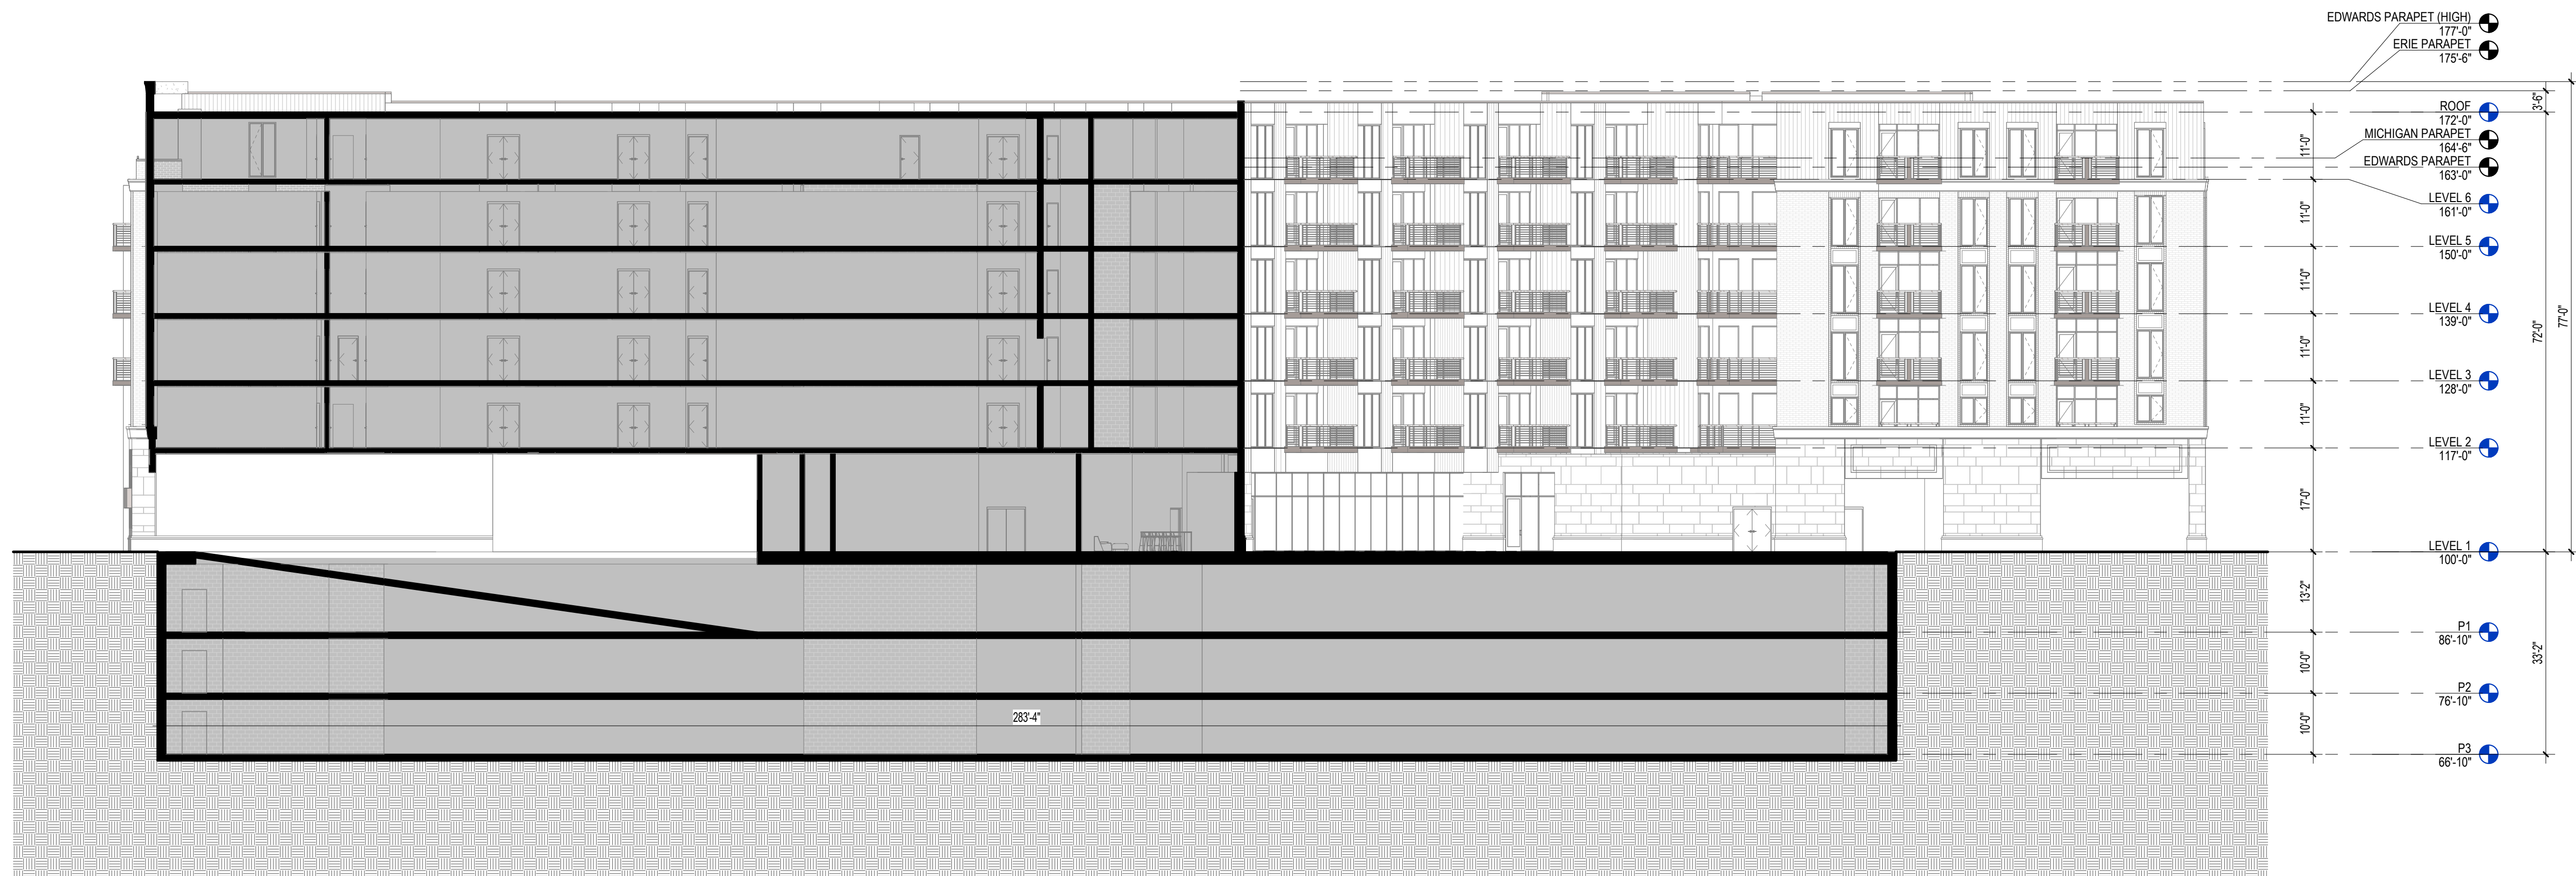 EDWARDS PARAPET (HIGH)
177'-0"
ERIE PARAPET
175'-6"
3'-6"
ROOF
172'-0"
11'-0"
MICHIGAN PARAPET
164'-6"
EDWARDS PARAPET
163'-0"
LEVEL 6
161'-0"
11'-0"
LEVEL 5
150'-0"
11'-0"
LEVEL 4
139'-0"
77'-0"
72'-0"
11'-0"
LEVEL 3
128'-0"
11'-0"
LEVEL 2
117'-0"
17'-0"
LEVEL 1
100'-0"
13'-2"
P1
86'-10"
33'-2"
10'-0"
P2
76'-10"
283'-4"
10'-0"
P3
66'-10"